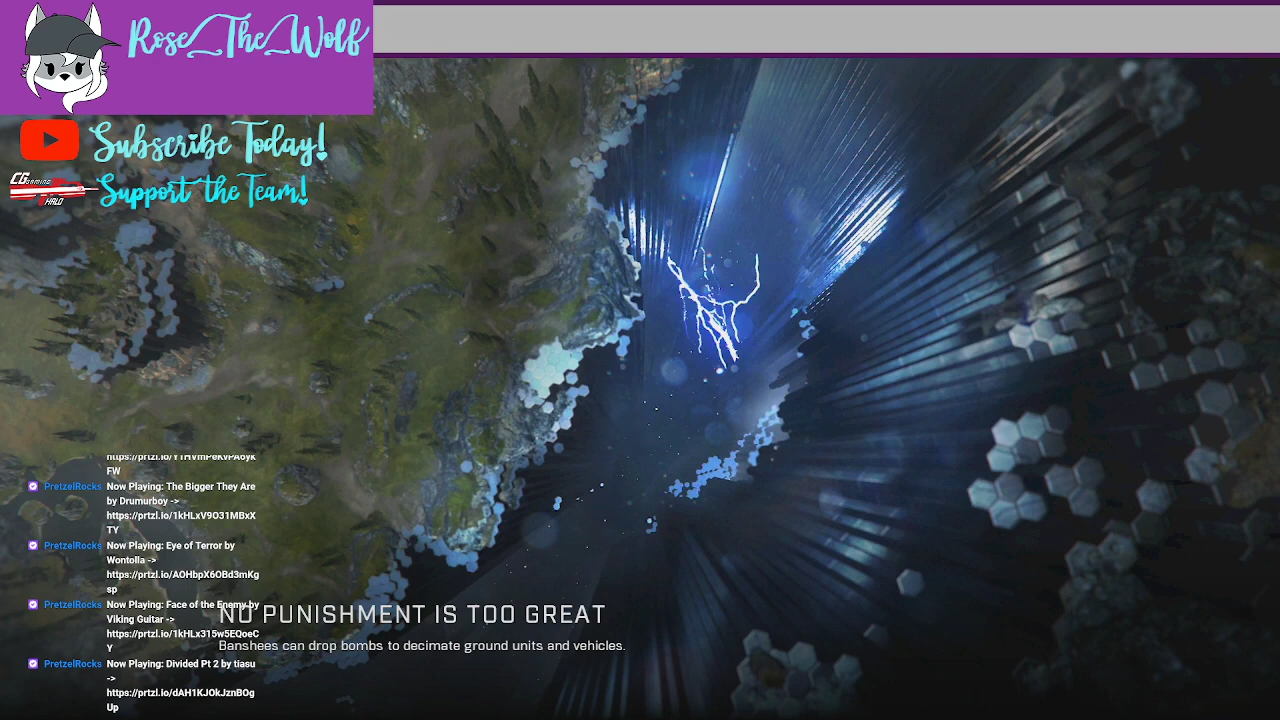 Rose_The_Wolf
Subscribe Today!
CGaming
HALO
Support the Team!
FW
PretzelRocks Now Playing: The Bigger They Are
by Drumurboy ->
https://prtzl.io/1kHLxV9O31MBxX
TY
PretzelRocks Now Playing: Eye of Terror by
Wontolla ->
https://prtzl.io/AOHbpX6OBd3mKg
sp
PretzelRocks Now Playing: Face of the Enemy by
Viking Guitar ->
https://prtzl.io/1kHLx315w5EQoeC
Y
NO PUNISHMENT IS TOO GREAT
Banshees can drop bombs to decimate ground units and vehicles.
PretzelRocks Now Playing: Divided Pt 2 by tiasu
->
https://prtzl.io/dAH1KJOkJznBOg
Up